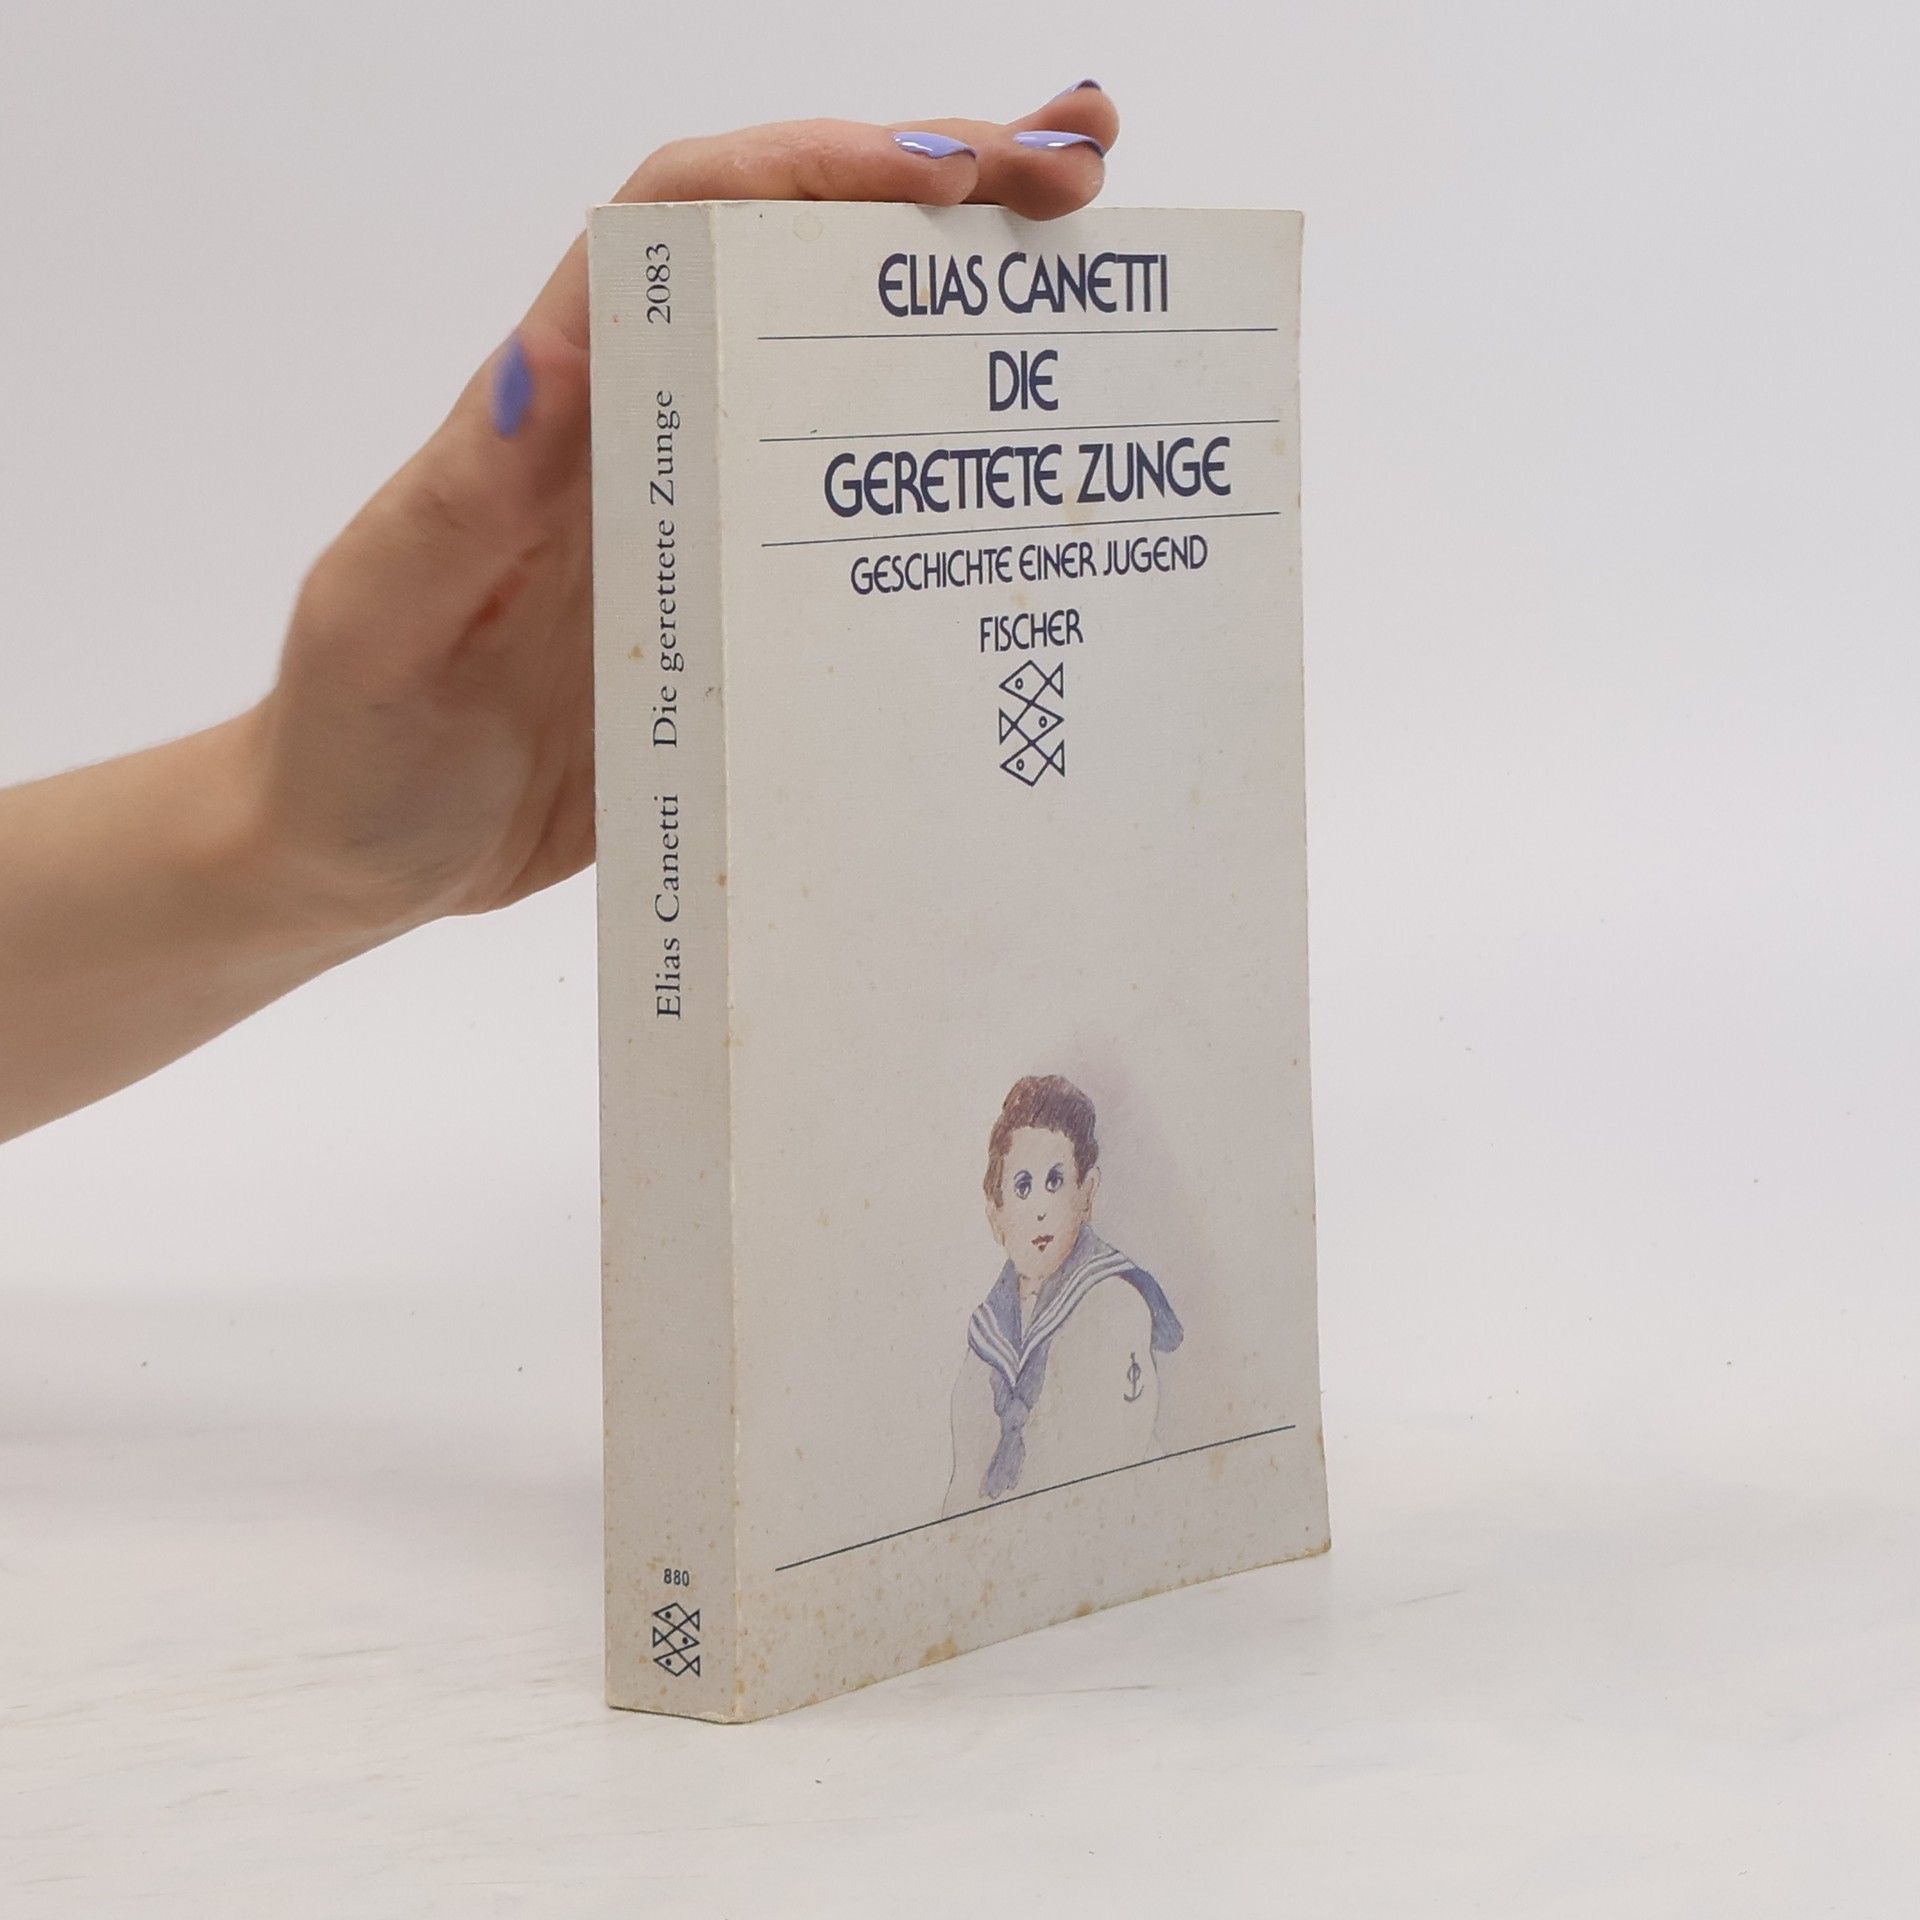 ELIAS CANETTI
DIE
GERETTETE ZUNGE
GESCHICHTE EINER JUGEND
FISCHER
Elias Canetti Die gerettete Zunge 2083
880